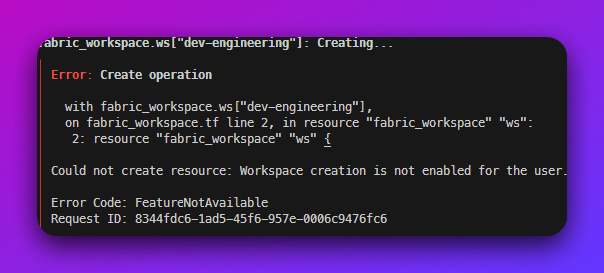 fabric_workspace.ws["dev-engineering"]: Creating...
Error: Create operation
with fabric_workspace.ws["dev-engineering"],
on fabric_workspace.tf line 2, in resource "fabric_workspace" "ws":
2: resource "fabric_workspace" "ws" {
Could not create resource: Workspace creation is not enabled for the user.
Error Code: FeatureNotAvailable
Request ID: 8344fdc6-1ad5-45f6-957e-0006c9476fc6